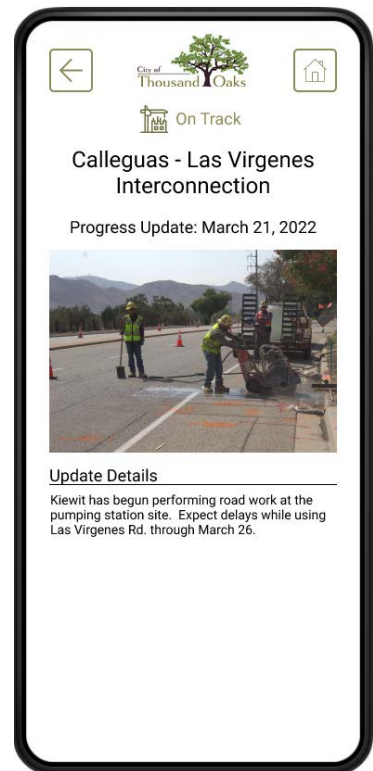 City of
Thousand Oaks
On Track
Calleguas - Las Virgenes
Interconnection
Progress Update: March 21, 2022
Update Details
Kiewit has begun performing road work at the
pumping station site.  Expect delays while using
Las Virgenes Rd. through March 26.